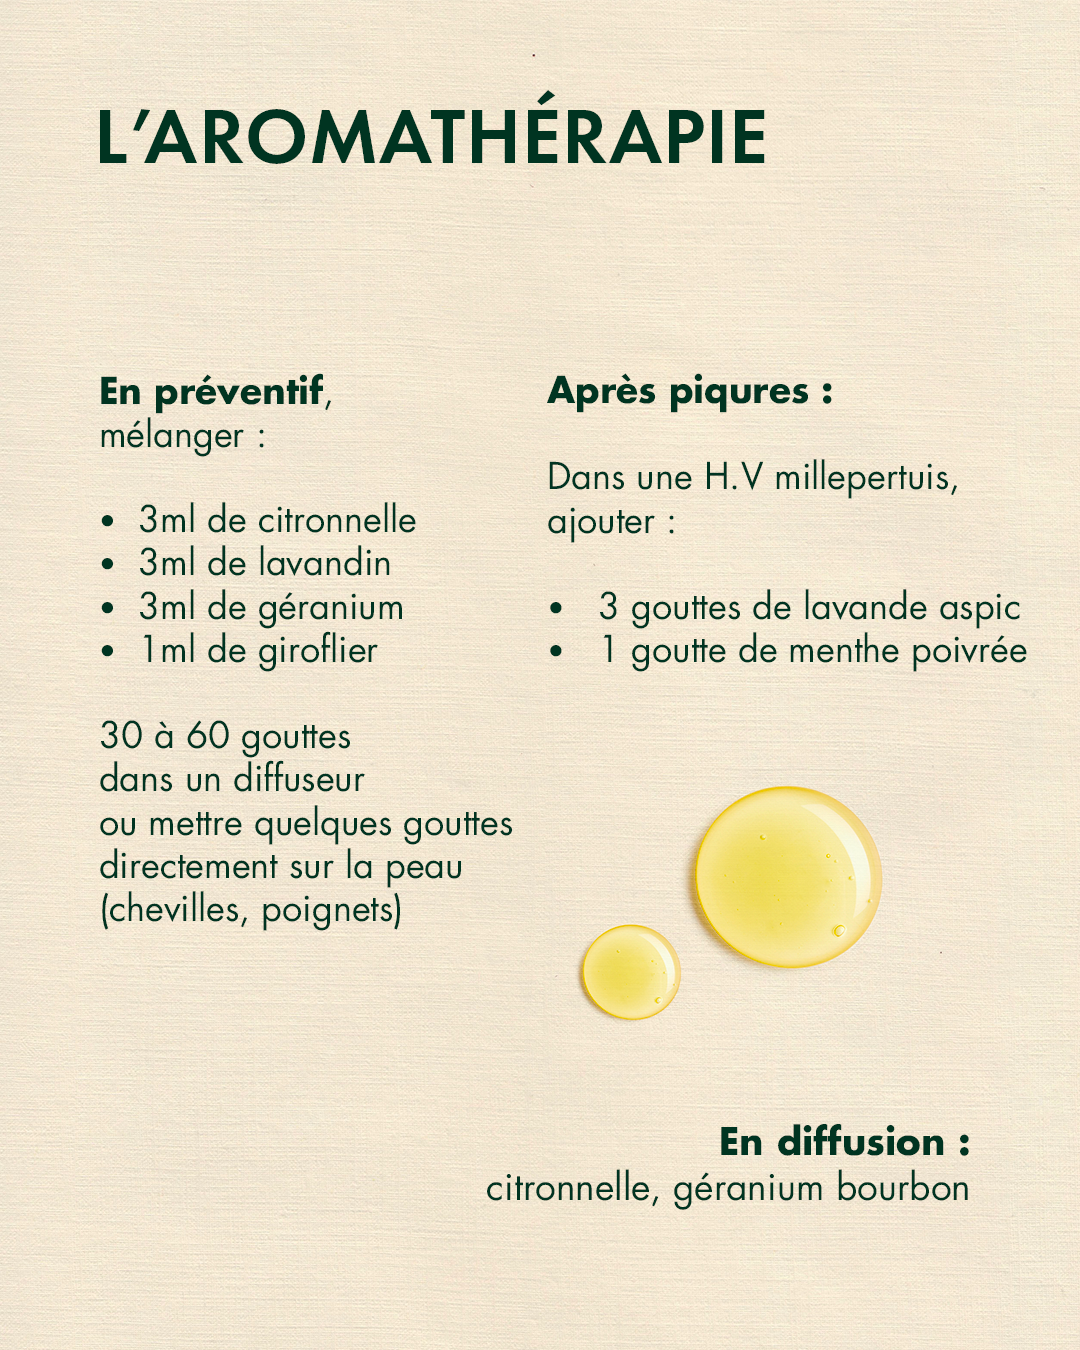 L’AROMATHÉRAPIE
En préventif,
mélanger :
• 3ml de citronnelle
• 3ml de lavandin
• 3ml de géranium
• 1ml de giroflier
30 à 60 gouttes
dans un diffuseur
ou mettre quelques gouttes
directement sur la peau
(chevilles, poignets)
Après piqures :
Dans une H.V millepertuis,
ajouter :
• 3 gouttes de lavande aspic
• 1 goutte de menthe poivrée
En diffusion :
citronnelle, géranium bourbon